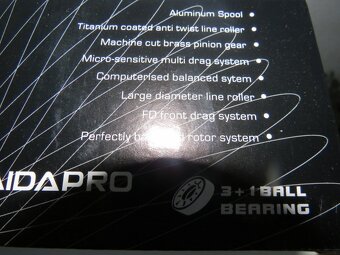 Aluminum Spool
Titanium coated anti twist line roller
Machine cut brass pinion gear
Micro-sensitive multi drag system
Computerised balanced sytem
Large diameter line roller
FD front drag system
Perfectly rotor system
AIDAPRO
3+1 BALL
BEARING